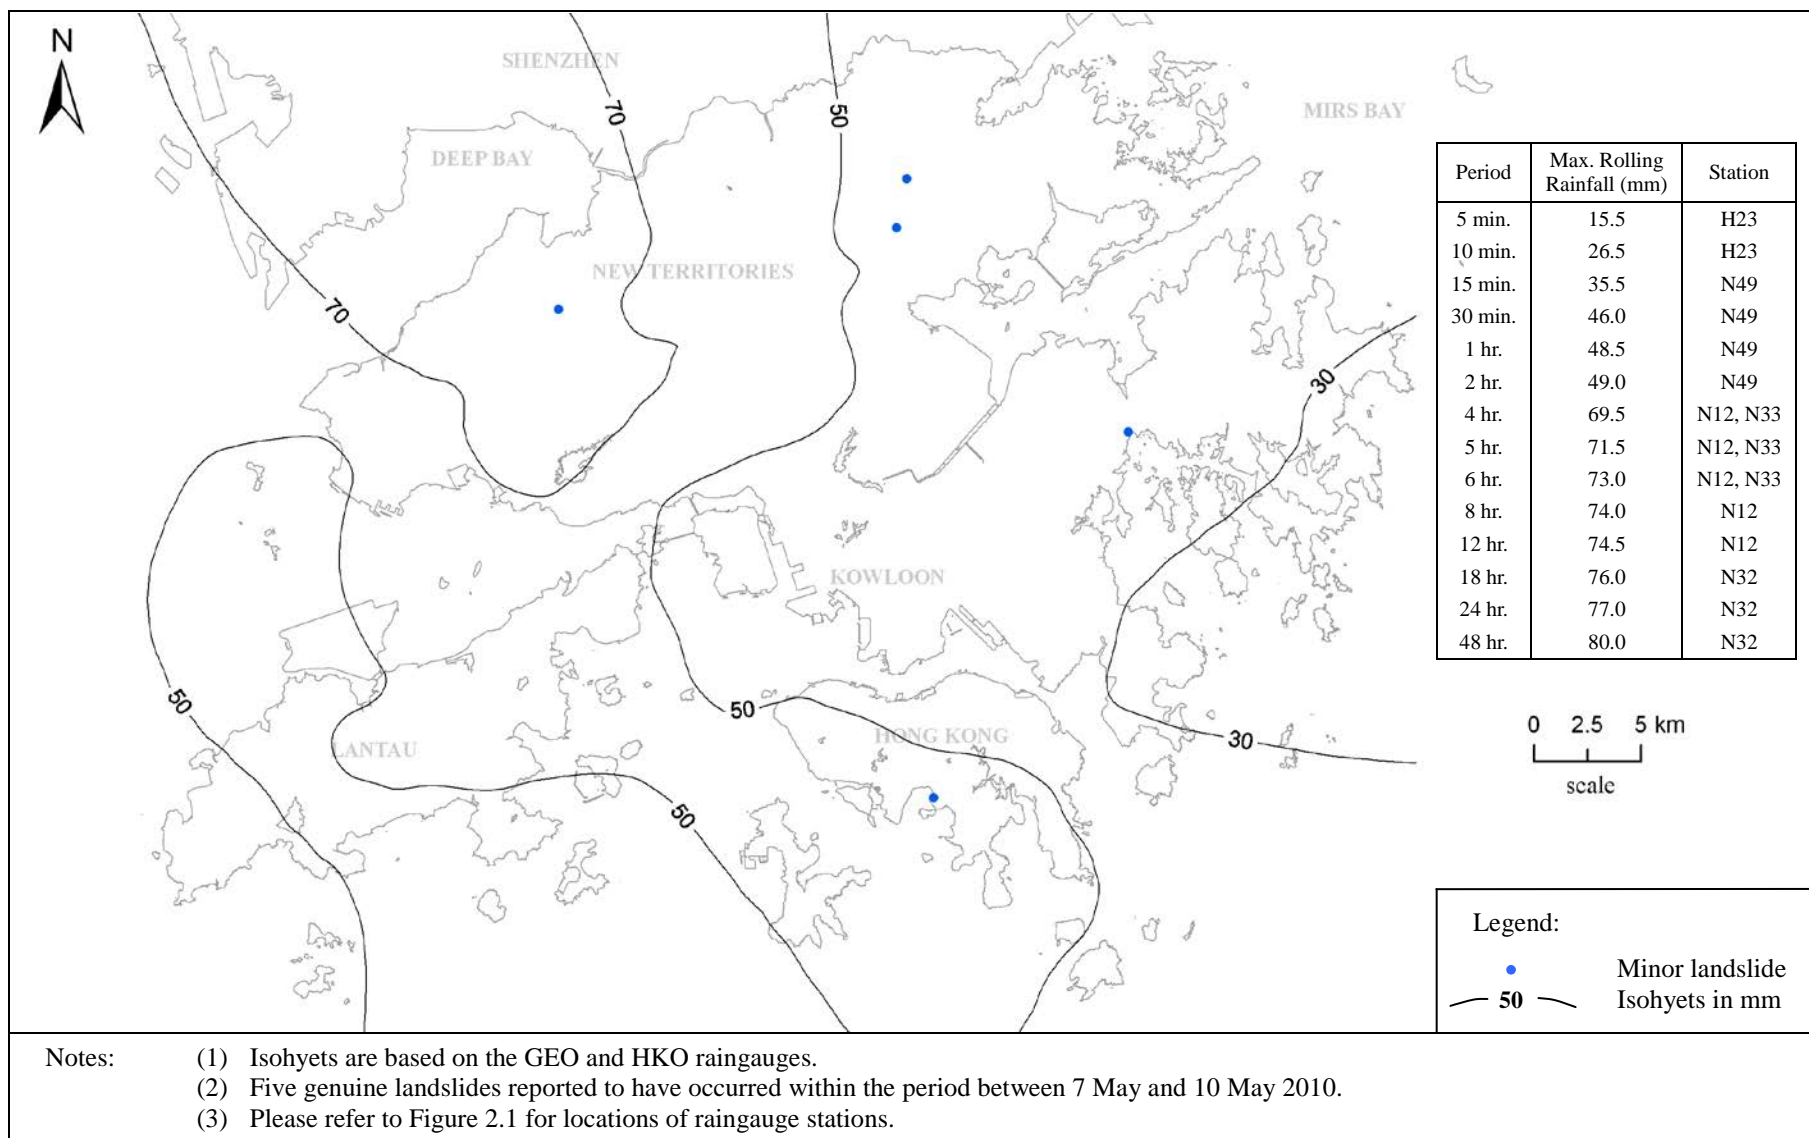 N
SHENZHEN
MIRS BAY
DEEP BAY
NEW TERRITORIES
KOWLOON
HONG KONG
LANTAU
70
70
50
30
50
50
50
30
Period Max. Rolling Rainfall (mm) Station
5 min. 15.5 H23
10 min. 26.5 H23
15 min. 35.5 N49
30 min. 46.0 N49
1 hr. 48.5 N49
2 hr. 49.0 N49
4 hr. 69.5 N12, N33
5 hr. 71.5 N12, N33
6 hr. 73.0 N12, N33
8 hr. 74.0 N12
12 hr. 74.5 N12
18 hr. 76.0 N32
24 hr. 77.0 N32
48 hr. 80.0 N32
0 2.5 5 km
scale
Legend:
Minor landslide
50 Isohyets in mm
Notes: (1) Isohyets are based on the GEO and HKO raingauges.
(2) Five genuine landslides reported to have occurred within the period between 7 May and 10 May 2010.
(3) Please refer to Figure 2.1 for locations of raingauge stations.